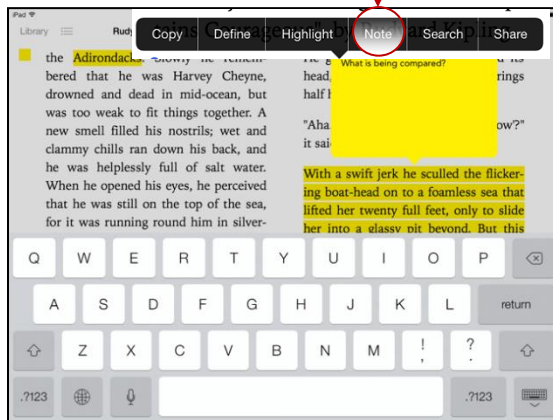 iPad
Library
Rudy
Copy Define Highlight Note Search Share
the Adirondacks. Slowly he remem-
bered that he was Harvey Cheyne,
drowned and dead in mid-ocean, but
was too weak to fit things together. A
new smell filled his nostrils; wet and
clammy chills ran down his back, and
he was helplessly full of salt water.
When he opened his eyes, he perceived
that he was still on the top of the sea,
for it was running round him in silver-
head,
half
"Aha
it sai
What is being compared?
rings
ow?"
With a swift jerk he sculled the flicker-
ing boat-head on to a foamless sea that
lifted her twenty full feet, only to slide
her into a glassy pit beyond. But this
Q W E R T Y U I O P
A S D F G H J K L return
Z X C V B N M ! , ? .
.?123 .?123